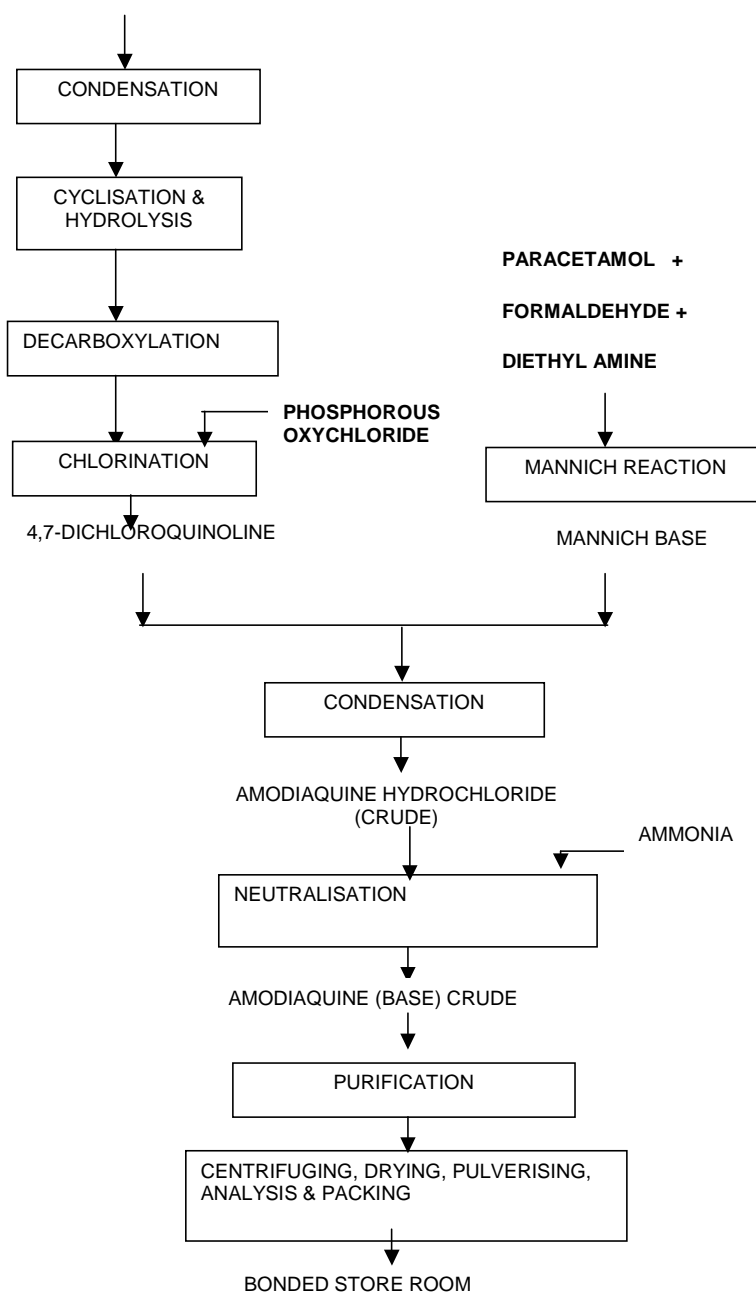 CONDENSATION
CYCLISATION &
HYDROLYSIS
DECARBOXYLATION
PHOSPHOROUS
OXYCHLORIDE
CHLORINATION
4,7-DICHLOROQUINOLINE
PARACETAMOL +
FORMALDEHYDE +
DIETHYL AMINE
MANNICH REACTION
MANNICH BASE
CONDENSATION
AMODIAQUINE HYDROCHLORIDE
(CRUDE)
AMMONIA
NEUTRALISATION
AMODIAQUINE (BASE) CRUDE
PURIFICATION
CENTRIFUGING, DRYING, PULVERISING,
ANALYSIS & PACKING
BONDED STORE ROOM